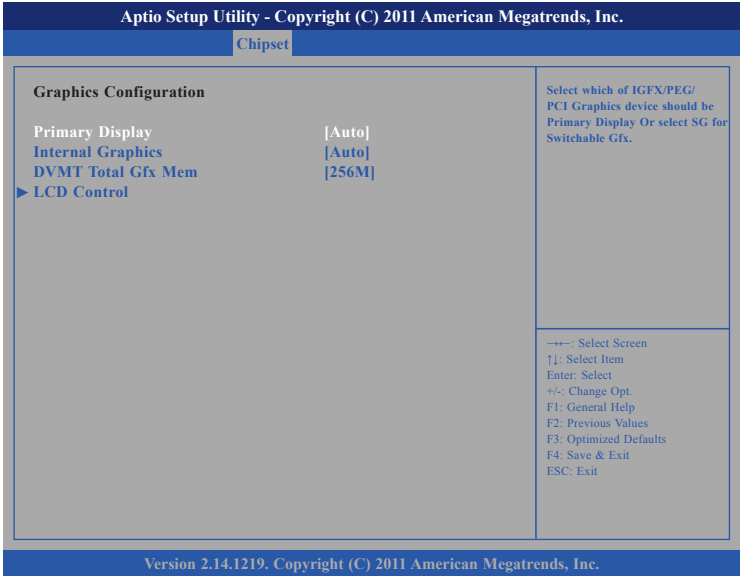 Aptio Setup Utility - Copyright (C) 2011 American Megatrends, Inc.
Chipset
Graphics Configuration
Primary Display [Auto]
Internal Graphics [Auto]
DVMT Total Gfx Mem [256M]
▶ LCD Control
Select which of IGFX/PEG/
PCI Graphics device should be
Primary Display Or select SG for
Switchable Gfx.
→←: Select Screen
↑↓: Select Item
Enter: Select
+/-: Change Opt.
F1: General Help
F2: Previous Values
F3: Optimized Defaults
F4: Save & Exit
ESC: Exit
Version 2.14.1219. Copyright (C) 2011 American Megatrends, Inc.